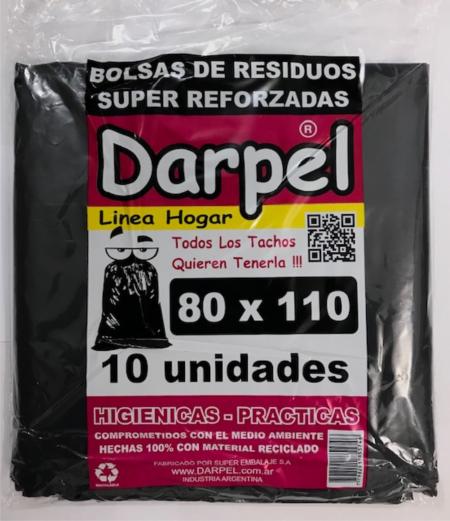 BOLSAS DE RESIDUOS
SUPER REFORZADAS
Darpel ®
Linea Hogar
Todos Los Tachos
Quieren Tenerla !!!
80 x 110
10 unidades
HIGIENICAS - PRACTICAS
COMPROMETIDOS CON EL MEDIO AMBIENTE
HECHAS 100% CON MATERIAL RECICLADO
FABRICADO POR SUPER EMBALAJE S.A
www.DARPEL.com.ar
INDUSTRIA ARGENTINA